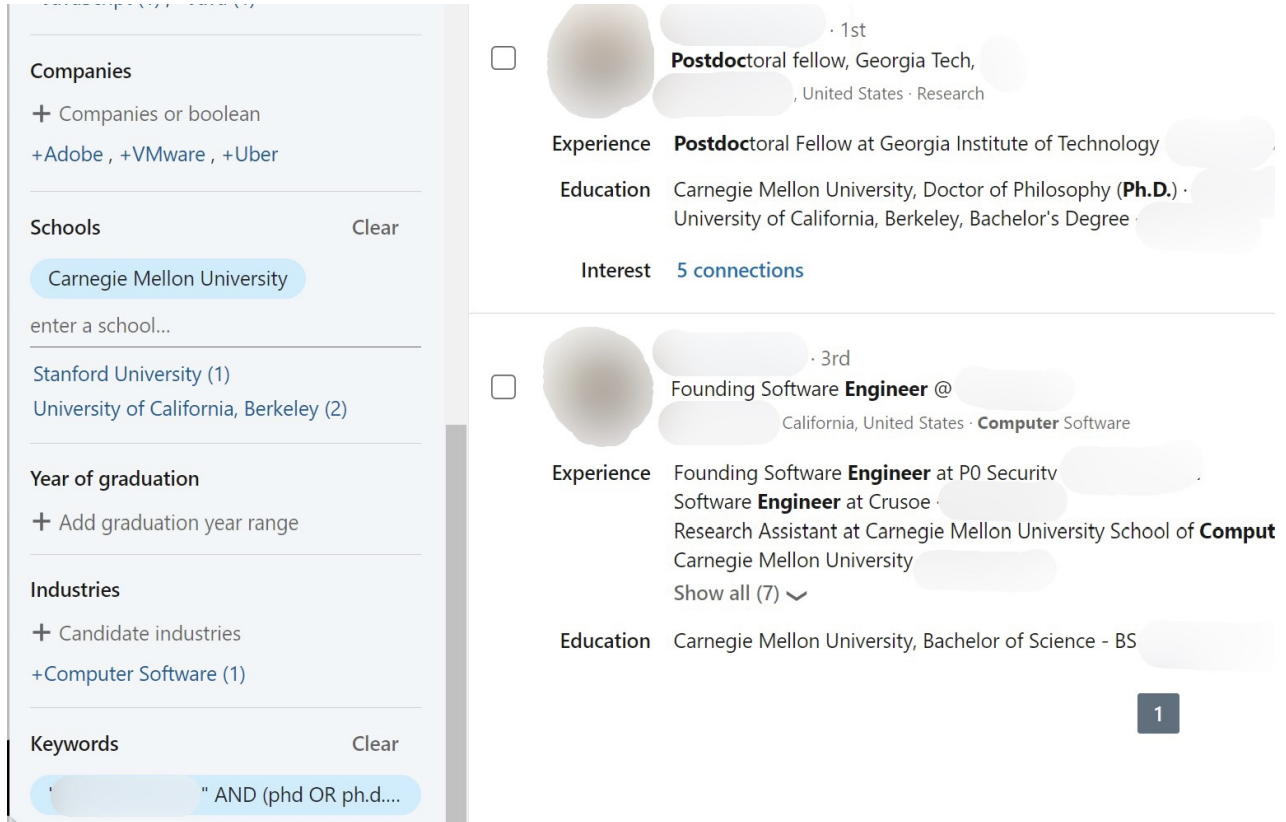 Companies
+ Companies or boolean
+Adobe , +VMware , +Uber
Schools Clear
Carnegie Mellon University
enter a school...
Stanford University (1)
University of California, Berkeley (2)
Year of graduation
+ Add graduation year range
Industries
+ Candidate industries
+Computer Software (1)
Keywords Clear
" " AND (phd OR ph.d....
· 1st
Postdoctoral fellow, Georgia Tech,
, United States · Research
Experience Postdoctoral Fellow at Georgia Institute of Technology
Education Carnegie Mellon University, Doctor of Philosophy (Ph.D.) ·
University of California, Berkeley, Bachelor's Degree ·
Interest 5 connections
· 3rd
Founding Software Engineer @
California, United States · Computer Software
Experience Founding Software Engineer at P0 Security
Software Engineer at Crusoe ·
Research Assistant at Carnegie Mellon University School of Comput
Carnegie Mellon University
Show all (7)
Education Carnegie Mellon University, Bachelor of Science - BS
1